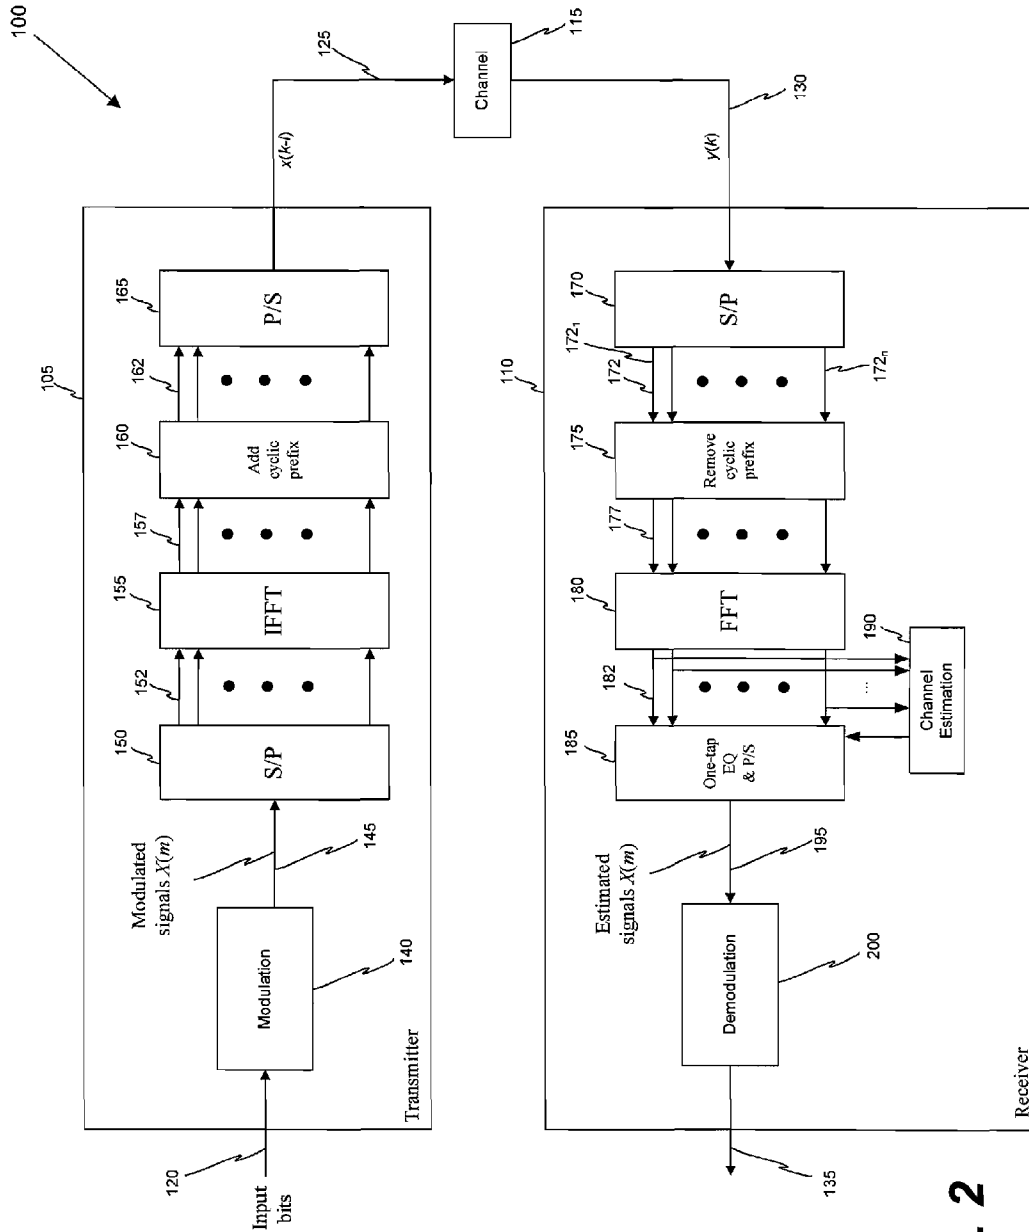 100
105
Transmitter
120
Input
bits
Modulation
140
Modulated
signals X(m)
145
150
S/P
152
155
IFFT
157
160
Add
cyclic
prefix
162
165
P/S
x(k-l)
125
Channel
115
130
y(k)
110
Receiver
170
S/P
172₁
172
172ₙ
175
Remove
cyclic
prefix
177
180
FFT
182
190
Channel
Estimation
...
185
One-tap
EQ
& P/S
Estimated
signals X(m)
195
Demodulation
200
135
2